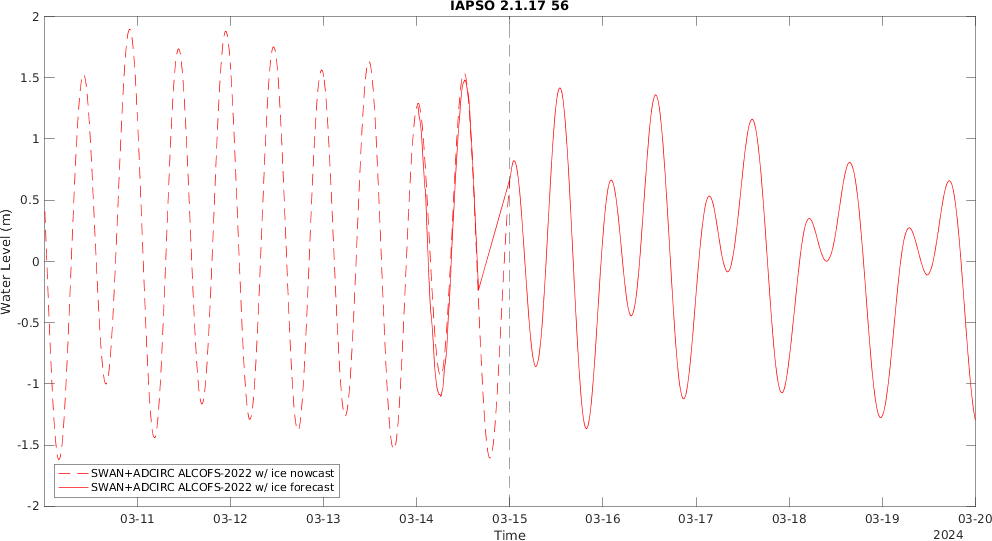 IAPSO 2.1.17 56
Water Level (m)
2
1.5
1
0.5
0
-0.5
-1
-1.5
-2
SWAN+ADCIRC ALCOFS-2022 w/ ice nowcast
SWAN+ADCIRC ALCOFS-2022 w/ ice forecast
03-11 03-12 03-13 03-14 03-15 03-16 03-17 03-18 03-19 03-20
Time
2024